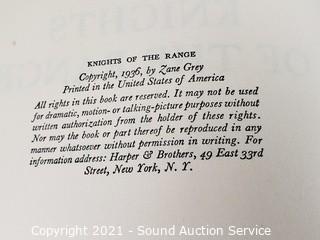 KNIGHTS OF THE RANGE
Copyright, 1936, by Zane Grey
Printed in the United States of America
All rights in this book are reserved. It may not be used
for dramatic, motion- or talking-picture purposes without
written authorization from the holder of these rights.
Nor may the book or part thereof be reproduced in any
manner whatsoever without permission in writing. For
information address: Harper & Brothers, 49 East 33rd
Street, New York, N. Y.
Copyright 2021 - Sound Auction Service